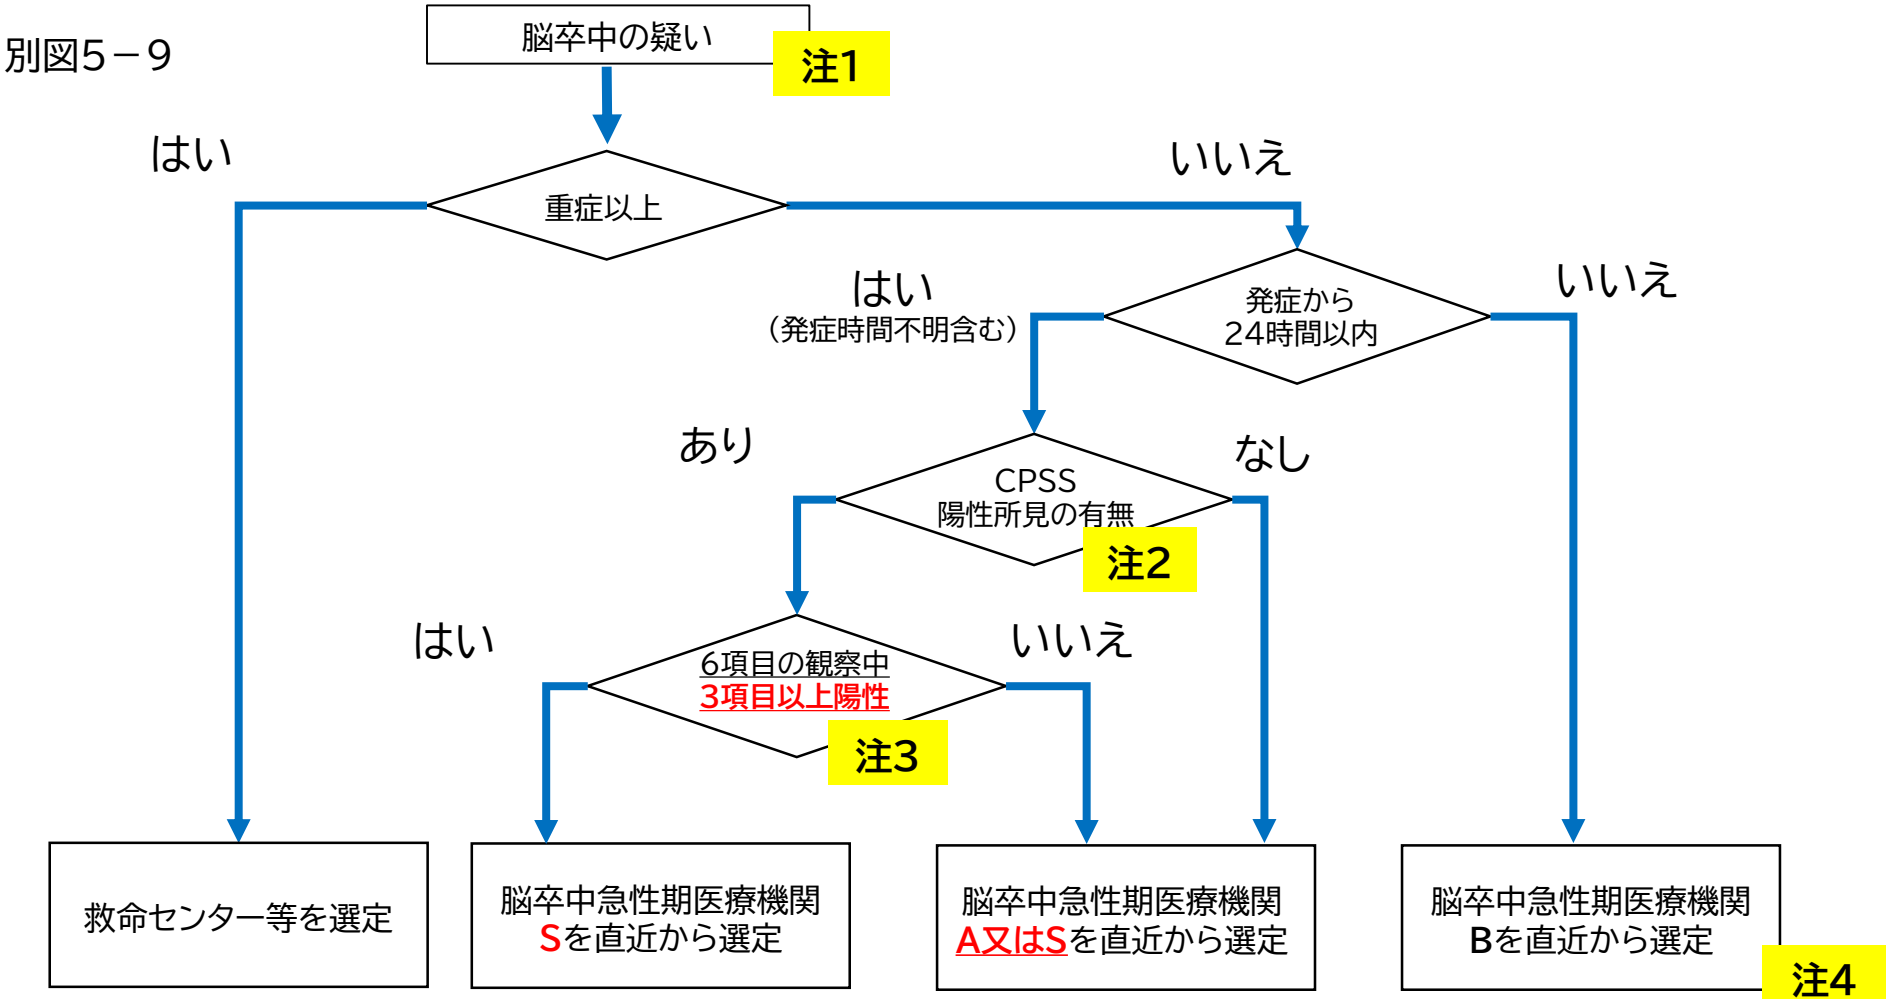 別図5－9
脳卒中の疑い
注1
はい
いいえ
重症以上
はい
（発症時間不明含む）
発症から
24時間以内
いいえ
あり
なし
CPSS
陽性所見の有無
注2
はい
いいえ
6項目の観察中
3項目以上陽性
注3
救命センター等を選定
脳卒中急性期医療機関
Sを直近から選定
脳卒中急性期医療機関
A又はSを直近から選定
脳卒中急性期医療機関
Bを直近から選定
注4